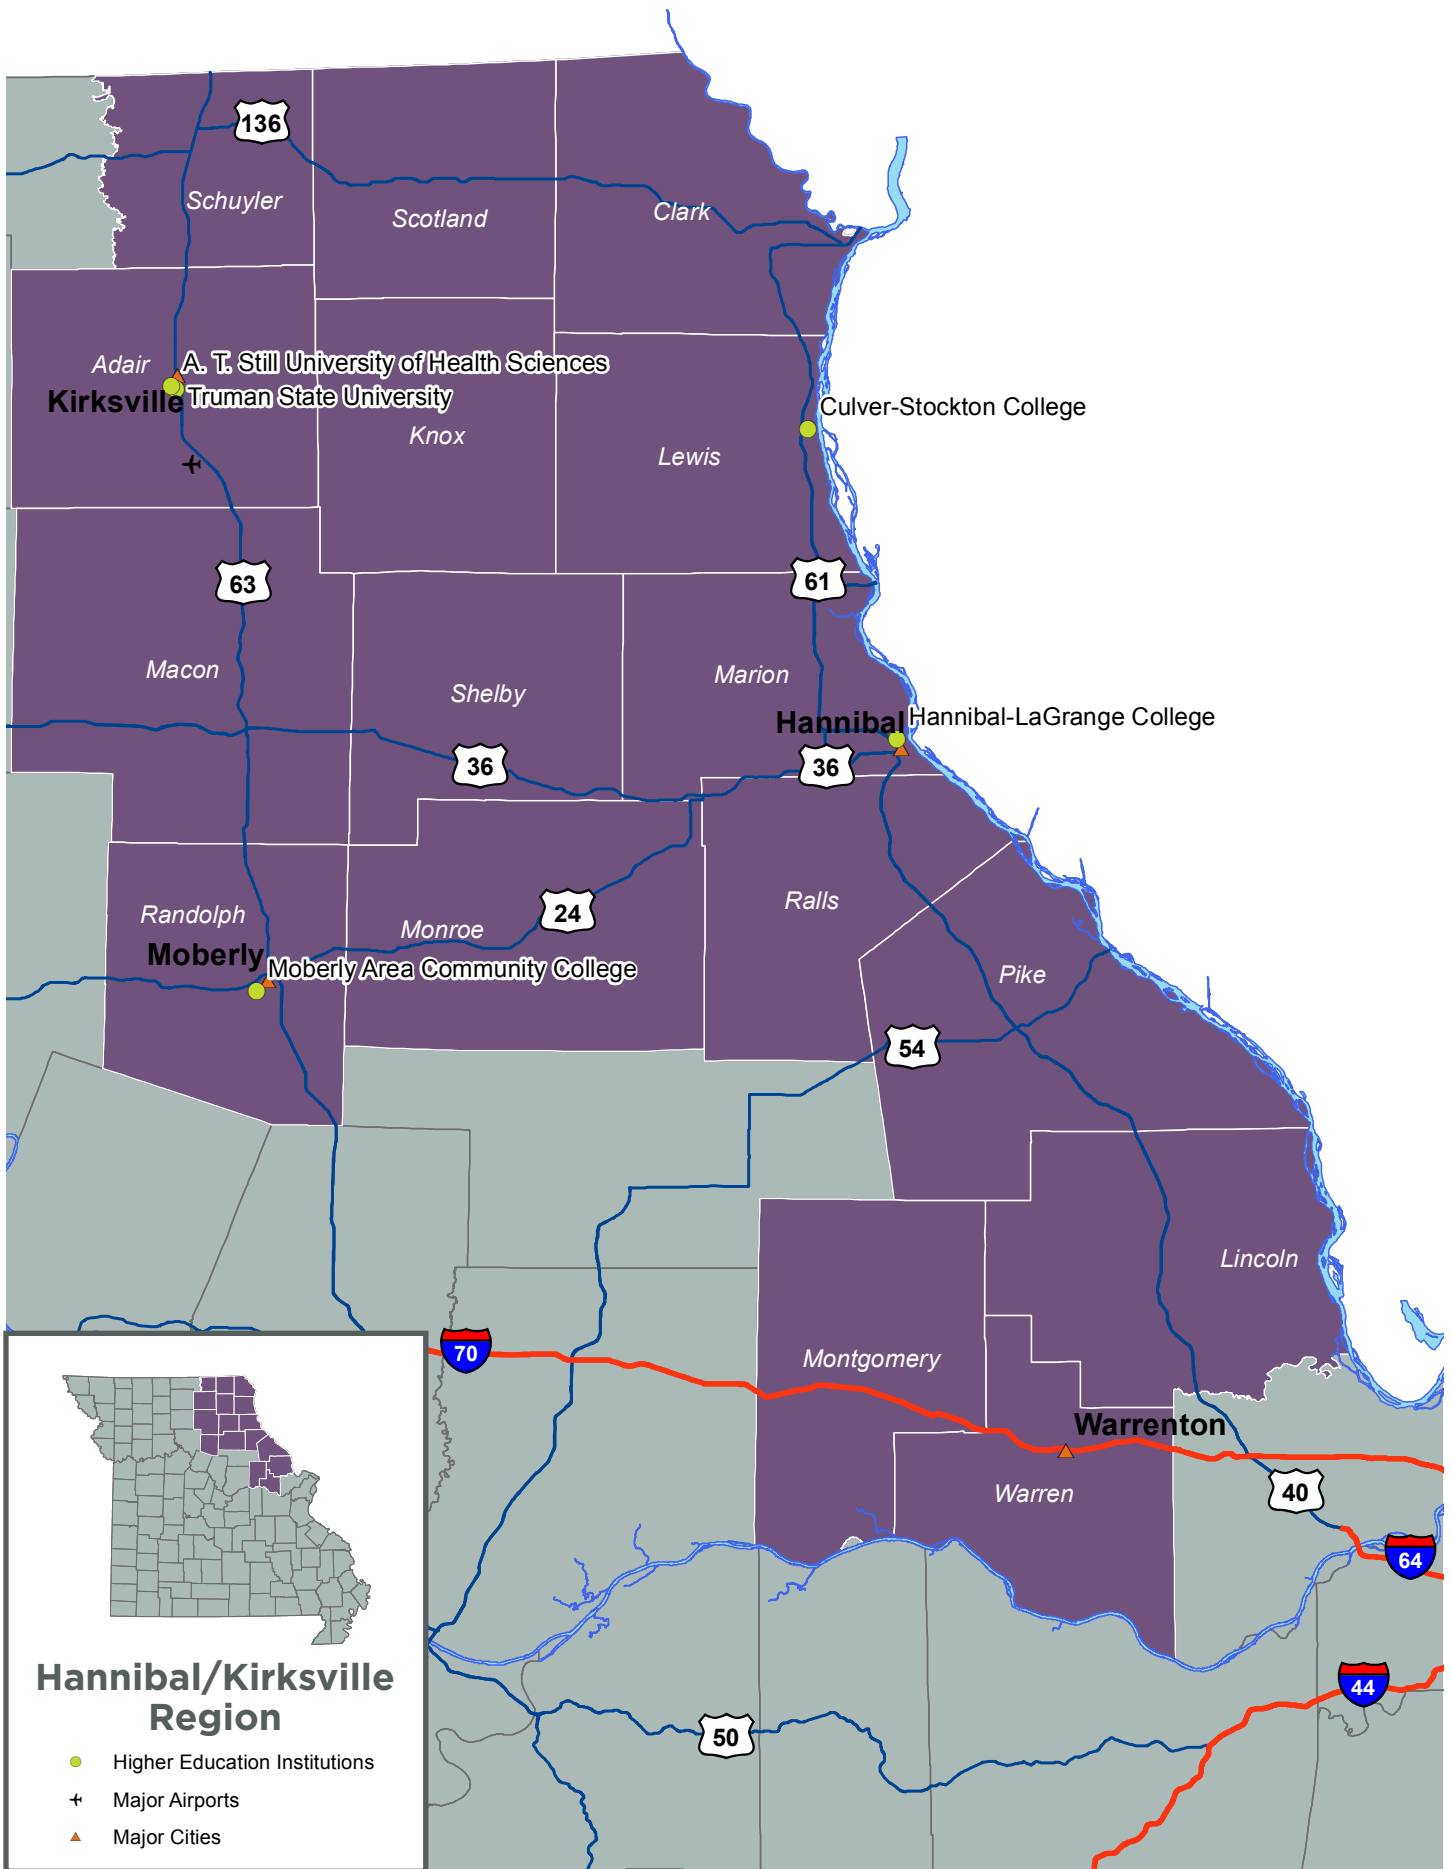 136
Schuyler
Scotland
Clark
Adair
A. T. Still University of Health Sciences
Kirksville
Truman State University
Culver-Stockton College
Knox
Lewis
63
61
Macon
Shelby
Marion
Hannibal
Hannibal-LaGrange College
36
36
Randolph
Monroe
24
Ralls
Moberly
Moberly Area Community College
Pike
54
Lincoln
70
Montgomery
Warrenton
Warren
40
64
44
50
Hannibal/Kirksville
Region
Higher Education Institutions
Major Airports
Major Cities